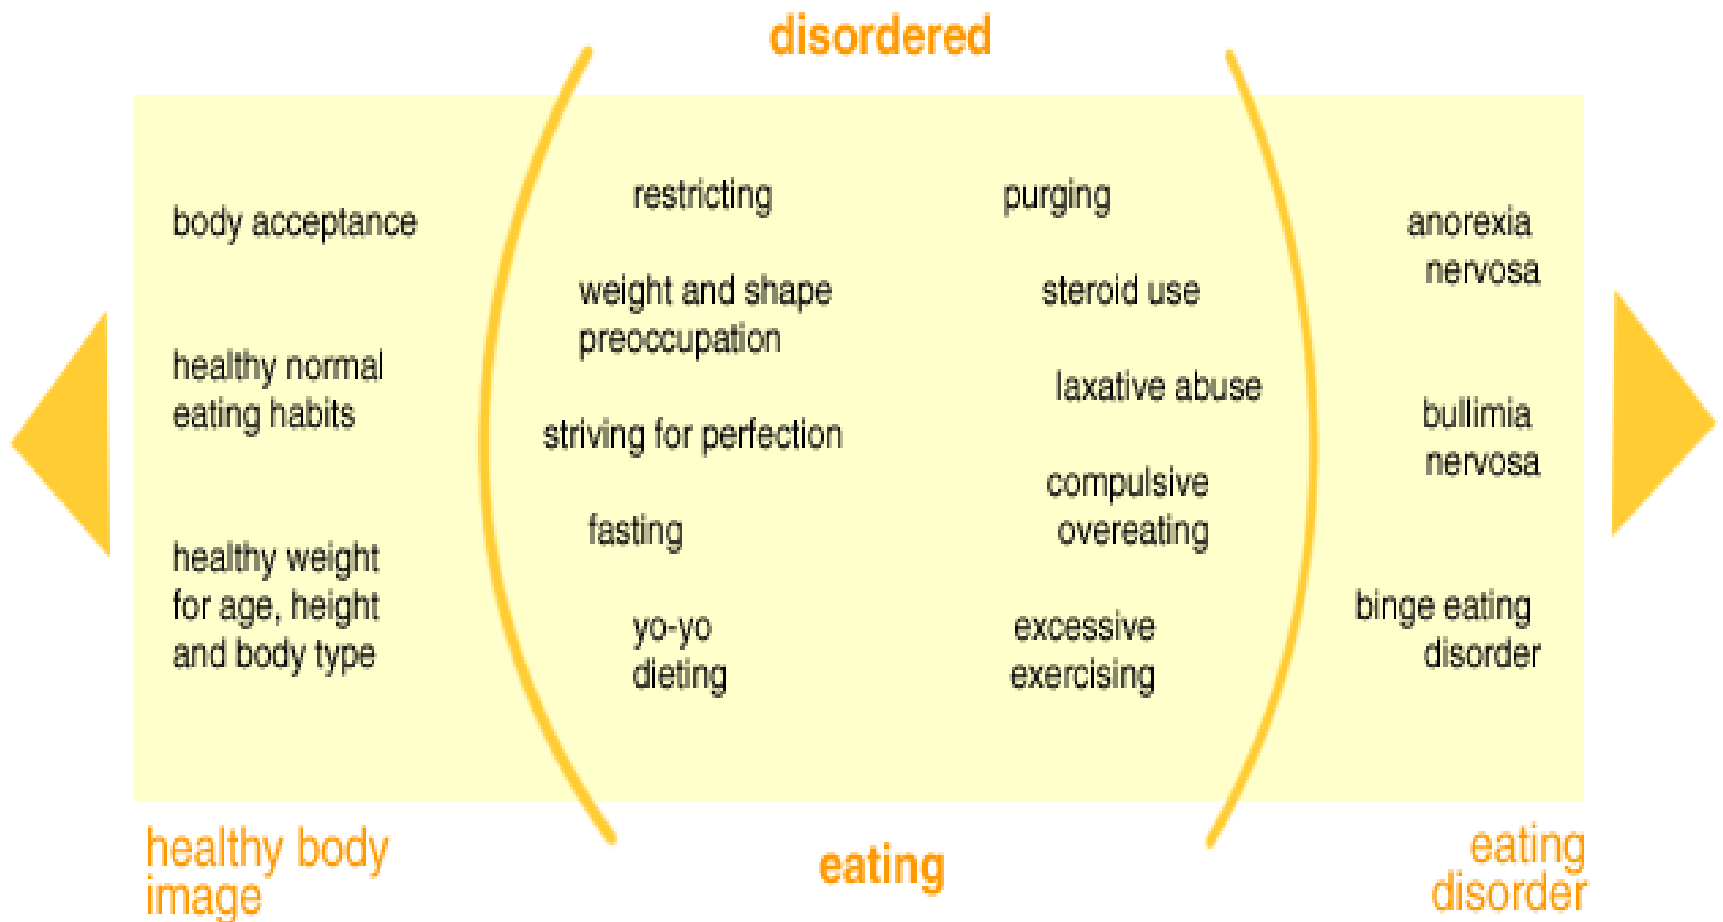 disordered
body acceptance
healthy normal
eating habits
healthy weight
for age, height
and body type
restricting
weight and shape
preoccupation
striving for perfection
fasting
yo-yo
dieting
purging
steroid use
laxative abuse
compulsive
overeating
excessive
exercising
anorexia
nervosa
bullimia
nervosa
binge eating
disorder
healthy body
image
eating
eating
disorder